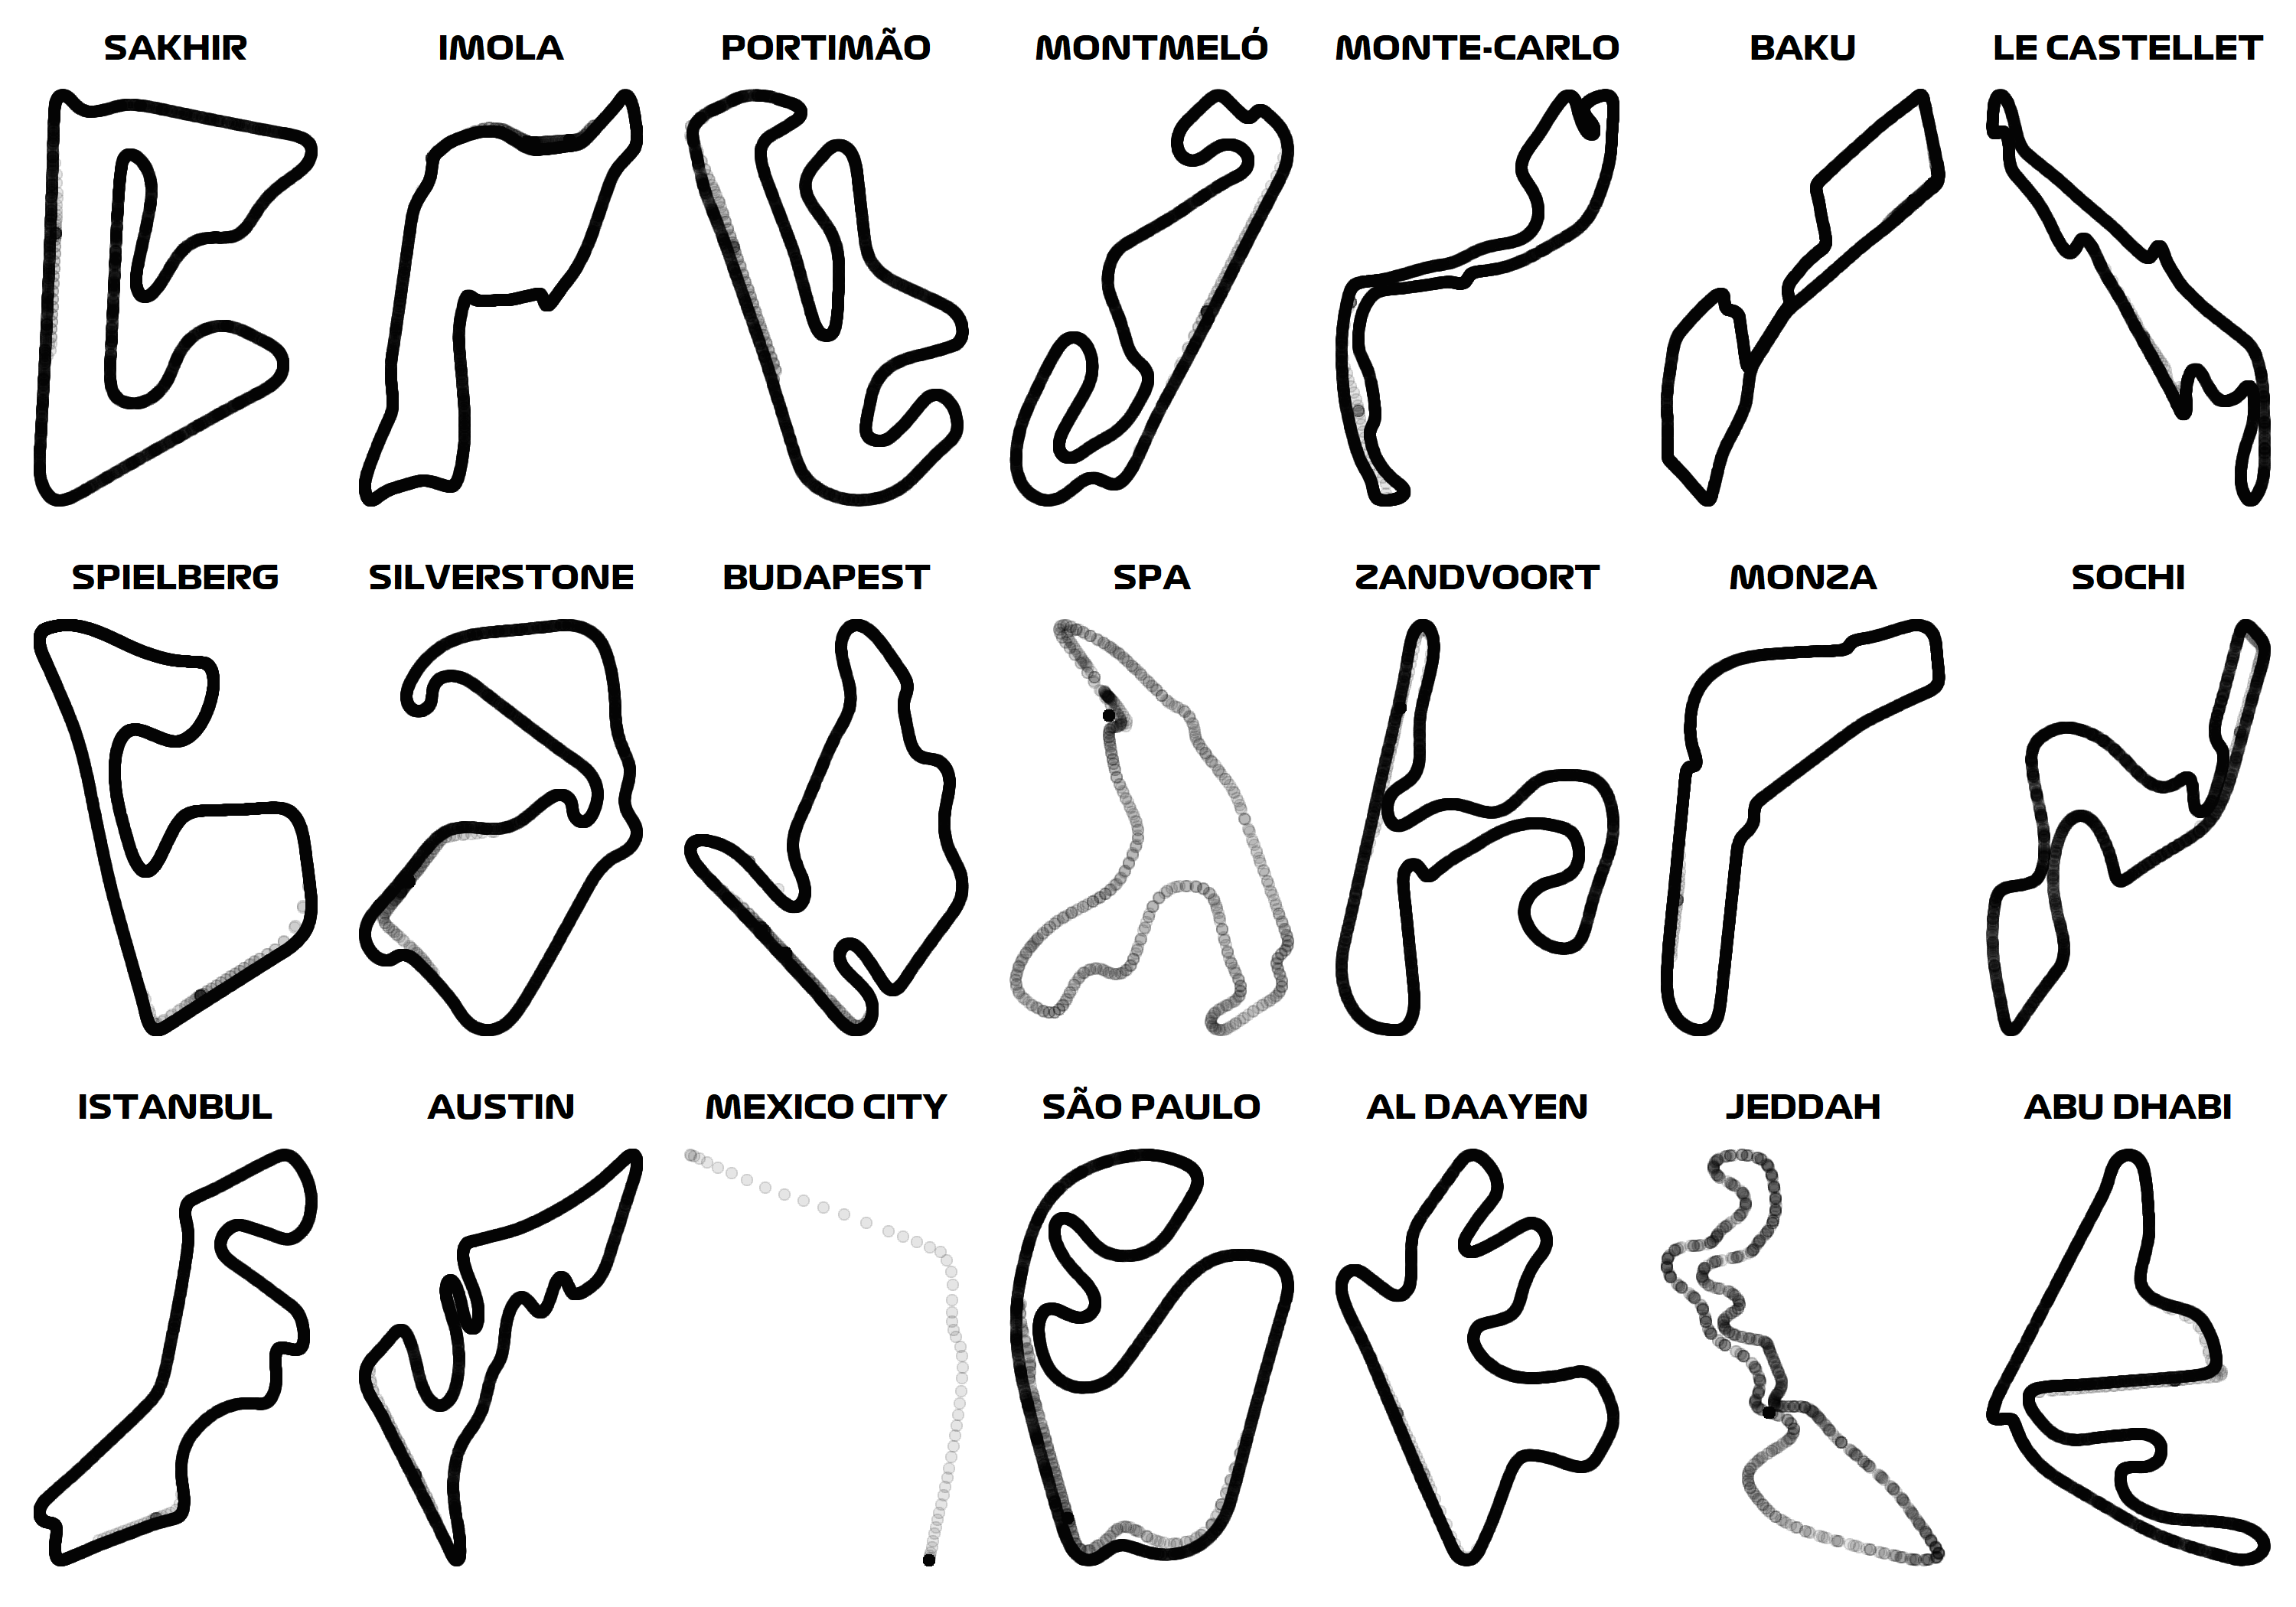 SAKHIR IMOLA PORTIMÃO MONTMELÓ MONTE-CARLO BAKU LE CASTELLET
SPIELBERG SILVERSTONE BUDAPEST SPA ZANDVOORT MONZA SOCHI
ISTANBUL AUSTIN MEXICO CITY SÃO PAULO AL DAAYEN JEDDAH ABU DHABI